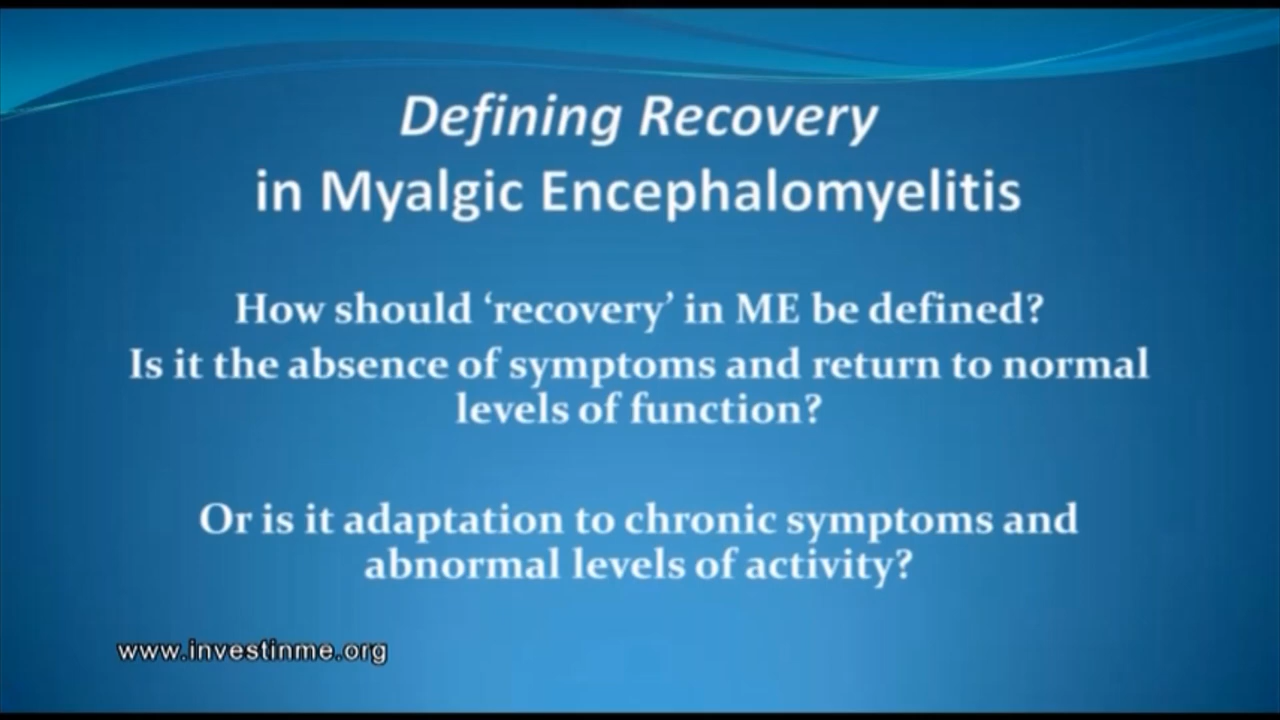 Defining Recovery
in Myalgic Encephalomyelitis
How should ‘recovery’ in ME be defined?
Is it the absence of symptoms and return to normal
levels of function?
Or is it adaptation to chronic symptoms and
abnormal levels of activity?
www.investinme.org